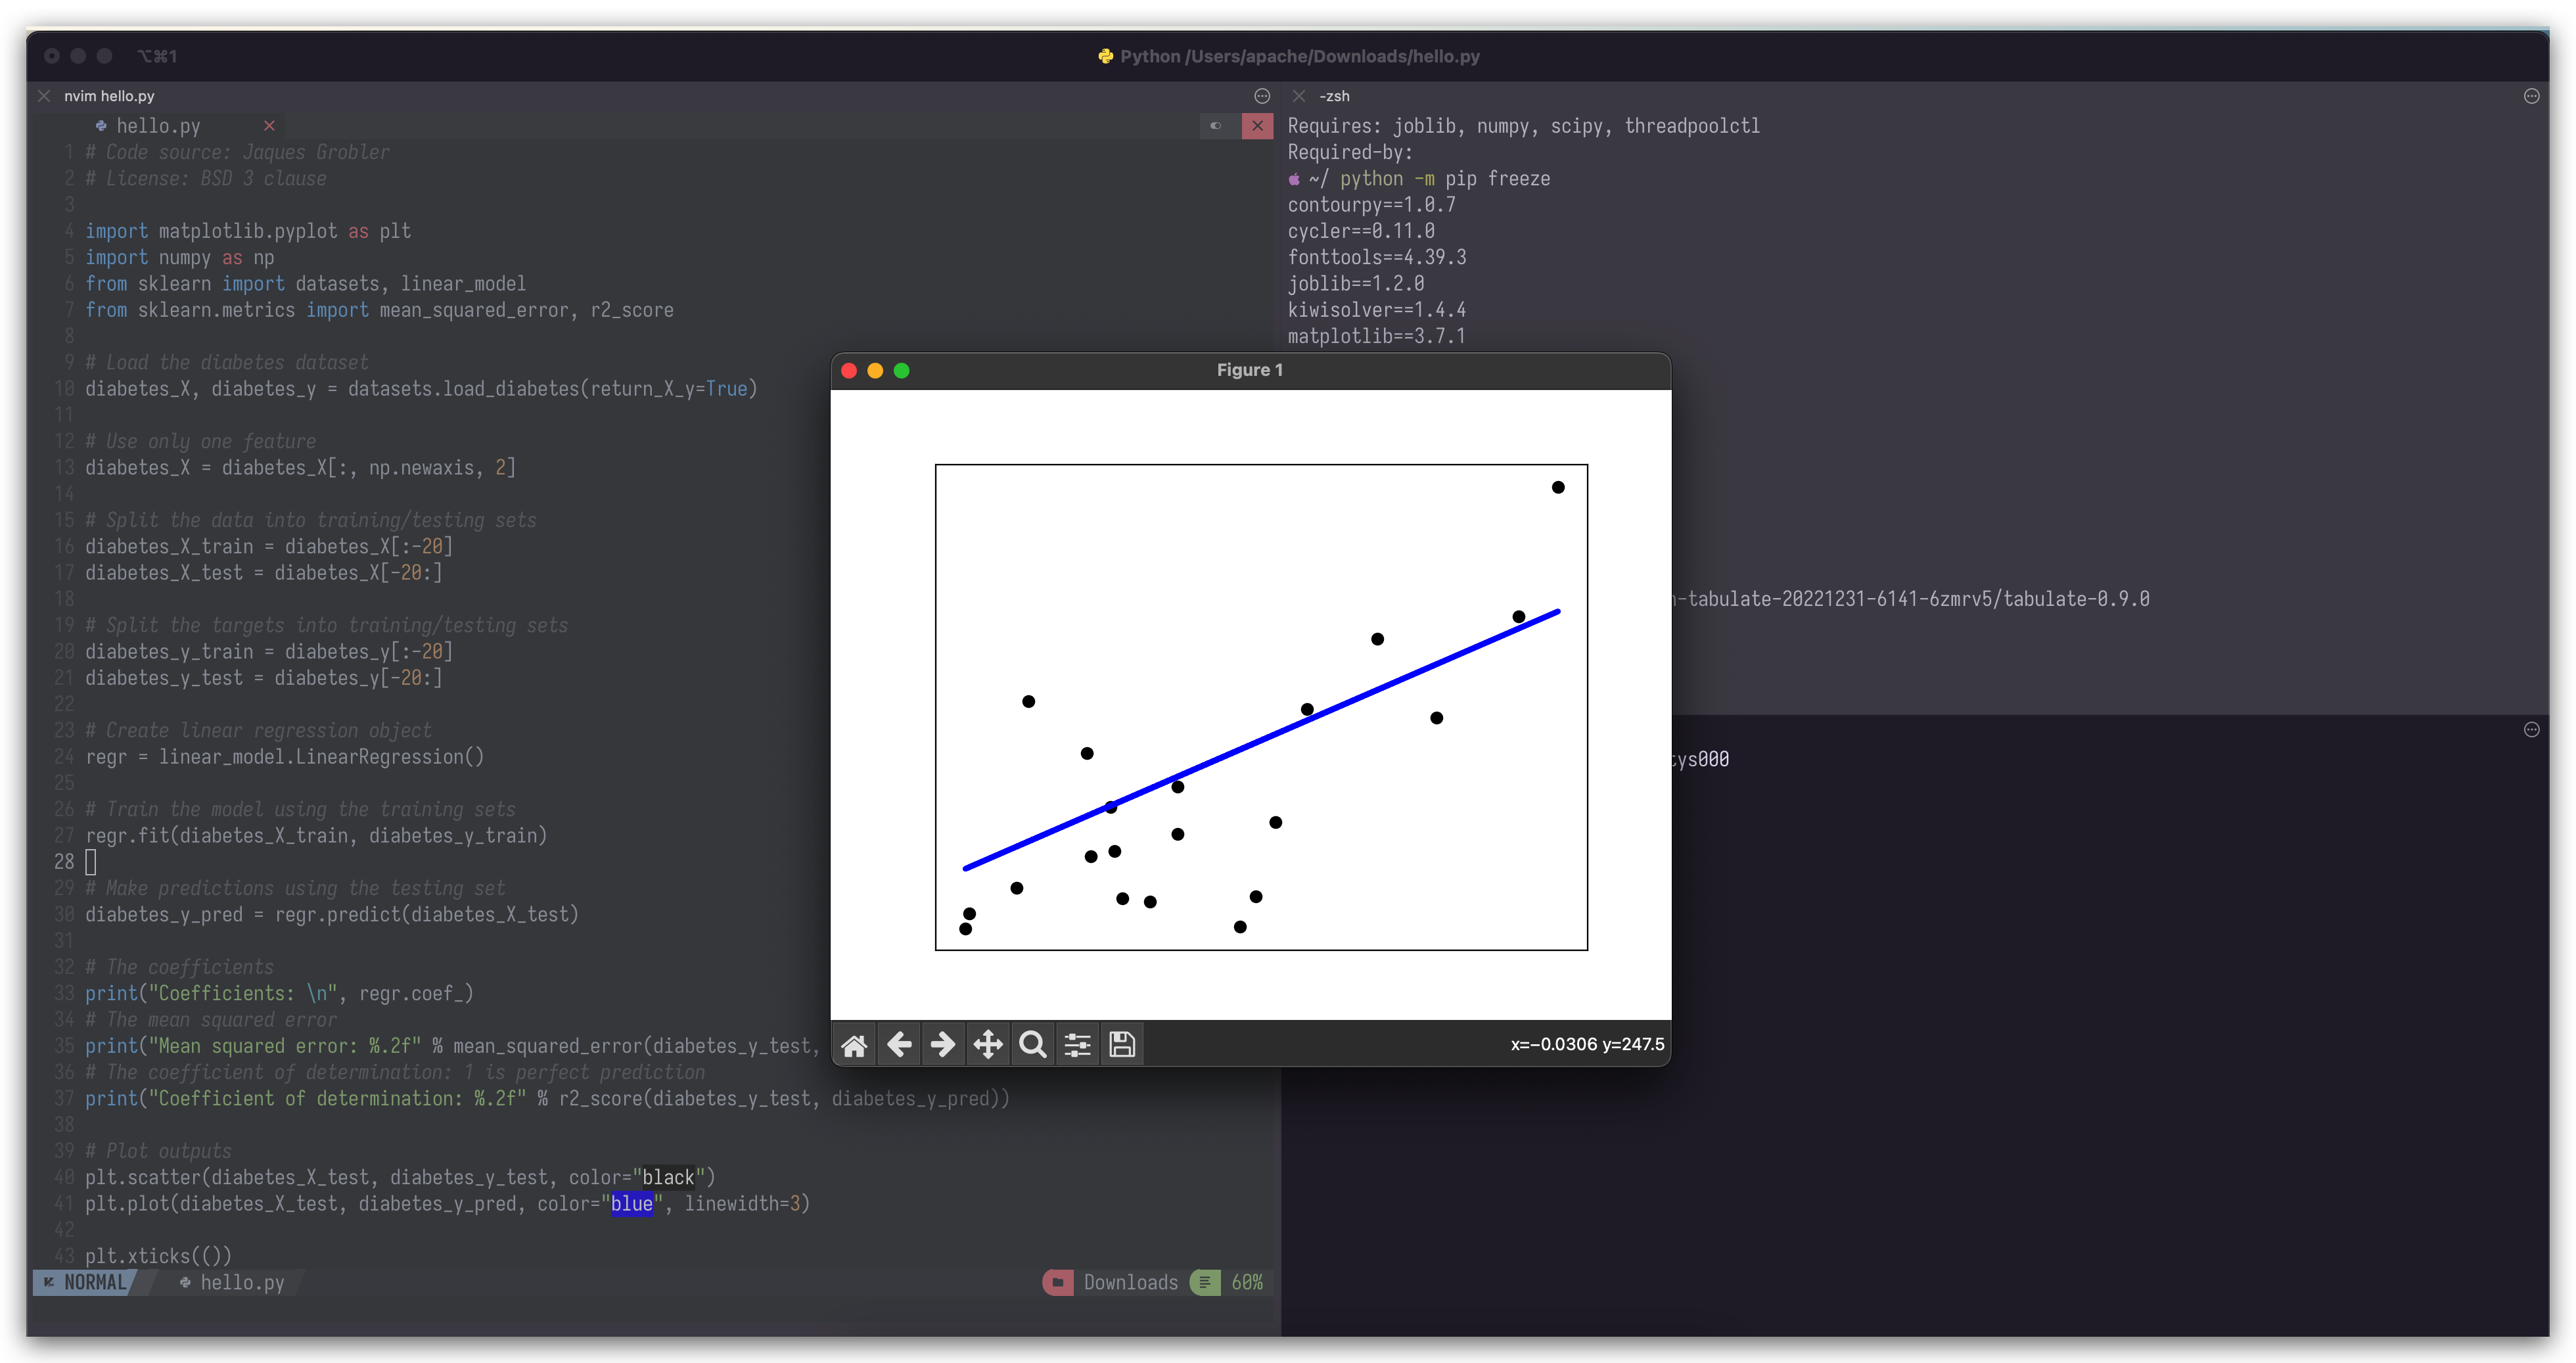 ⌥⌘1
Python /Users/apache/Downloads/hello.py
nvim hello.py
hello.py
1 # Code source: Jaques Grobler
2 # License: BSD 3 clause
3
4 import matplotlib.pyplot as plt
5 import numpy as np
6 from sklearn import datasets, linear_model
7 from sklearn.metrics import mean_squared_error, r2_score
8
9 # Load the diabetes dataset
10 diabetes_X, diabetes_y = datasets.load_diabetes(return_X_y=True)
11
12 # Use only one feature
13 diabetes_X = diabetes_X[:, np.newaxis, 2]
14
15 # Split the data into training/testing sets
16 diabetes_X_train = diabetes_X[:-20]
17 diabetes_X_test = diabetes_X[-20:]
18
19 # Split the targets into training/testing sets
20 diabetes_y_train = diabetes_y[:-20]
21 diabetes_y_test = diabetes_y[-20:]
22
23 # Create linear regression object
24 regr = linear_model.LinearRegression()
25
26 # Train the model using the training sets
27 regr.fit(diabetes_X_train, diabetes_y_train)
28
29 # Make predictions using the testing set
30 diabetes_y_pred = regr.predict(diabetes_X_test)
31
32 # The coefficients
33 print("Coefficients: \n", regr.coef_)
34 # The mean squared error
35 print("Mean squared error: %.2f" % mean_squared_error(diabetes_y_test,
36 # The coefficient of determination: 1 is perfect prediction
37 print("Coefficient of determination: %.2f" % r2_score(diabetes_y_test, diabetes_y_pred))
38
39 # Plot outputs
40 plt.scatter(diabetes_X_test, diabetes_y_test, color="black")
41 plt.plot(diabetes_X_test, diabetes_y_pred, color="blue", linewidth=3)
42
43 plt.xticks(())
NORMAL hello.py Downloads 60%
-zsh
Requires: joblib, numpy, scipy, threadpoolctl
Required-by:
~/ python -m pip freeze
contourpy==1.0.7
cycler==0.11.0
fonttools==4.39.3
joblib==1.2.0
kiwisolver==1.4.4
matplotlib==3.7.1
-tabulate-20221231-6141-6zmrv5/tabulate-0.9.0
ys000
Figure 1
x=−0.0306 y=247.5